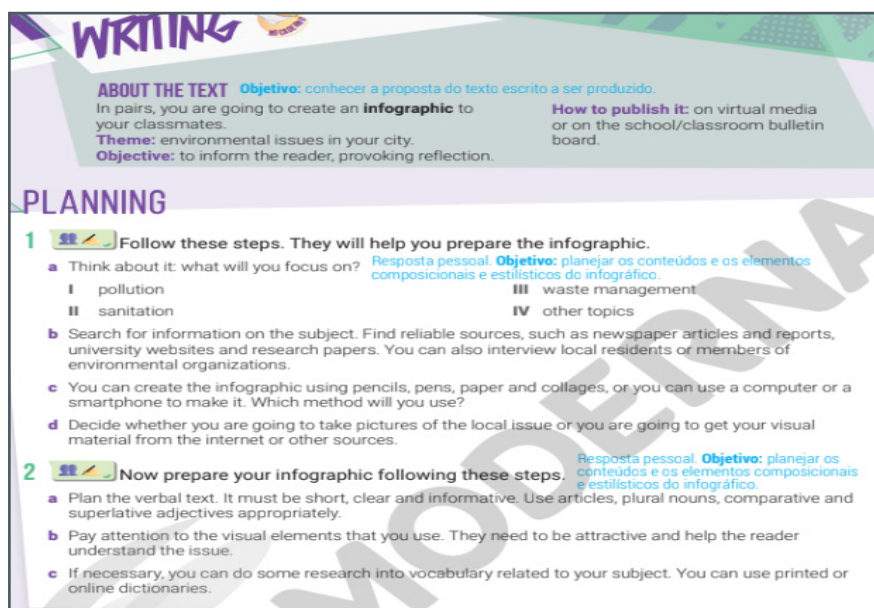 WRITING
NO CADERNO
ABOUT THE TEXT Objetivo: conhecer a proposta do texto escrito a ser produzido.
In pairs, you are going to create an infographic to
your classmates.
Theme: environmental issues in your city.
Objective: to inform the reader, provoking reflection.
How to publish it: on virtual media
or on the school/classroom bulletin
board.
PLANNING
1 Follow these steps. They will help you prepare the infographic.
a Think about it: what will you focus on? Resposta pessoal. Objetivo: planejar os conteúdos e os elementos
composicionais e estilísticos do infográfico.
I pollution
III waste management
II sanitation
IV other topics
b Search for information on the subject. Find reliable sources, such as newspaper articles and reports,
university websites and research papers. You can also interview local residents or members of
environmental organizations.
c You can create the infographic using pencils, pens, paper and collages, or you can use a computer or a
smartphone to make it. Which method will you use?
d Decide whether you are going to take pictures of the local issue or you are going to get your visual
material from the internet or other sources.
2 Now prepare your infographic following these steps.
Resposta pessoal. Objetivo: planejar os
conteúdos e os elementos composicionais
e estilísticos do infográfico.
a Plan the verbal text. It must be short, clear and informative. Use articles, plural nouns, comparative and
superlative adjectives appropriately.
b Pay attention to the visual elements that you use. They need to be attractive and help the reader
understand the issue.
c If necessary, you can do some research into vocabulary related to your subject. You can use printed or
online dictionaries.
MODERNA